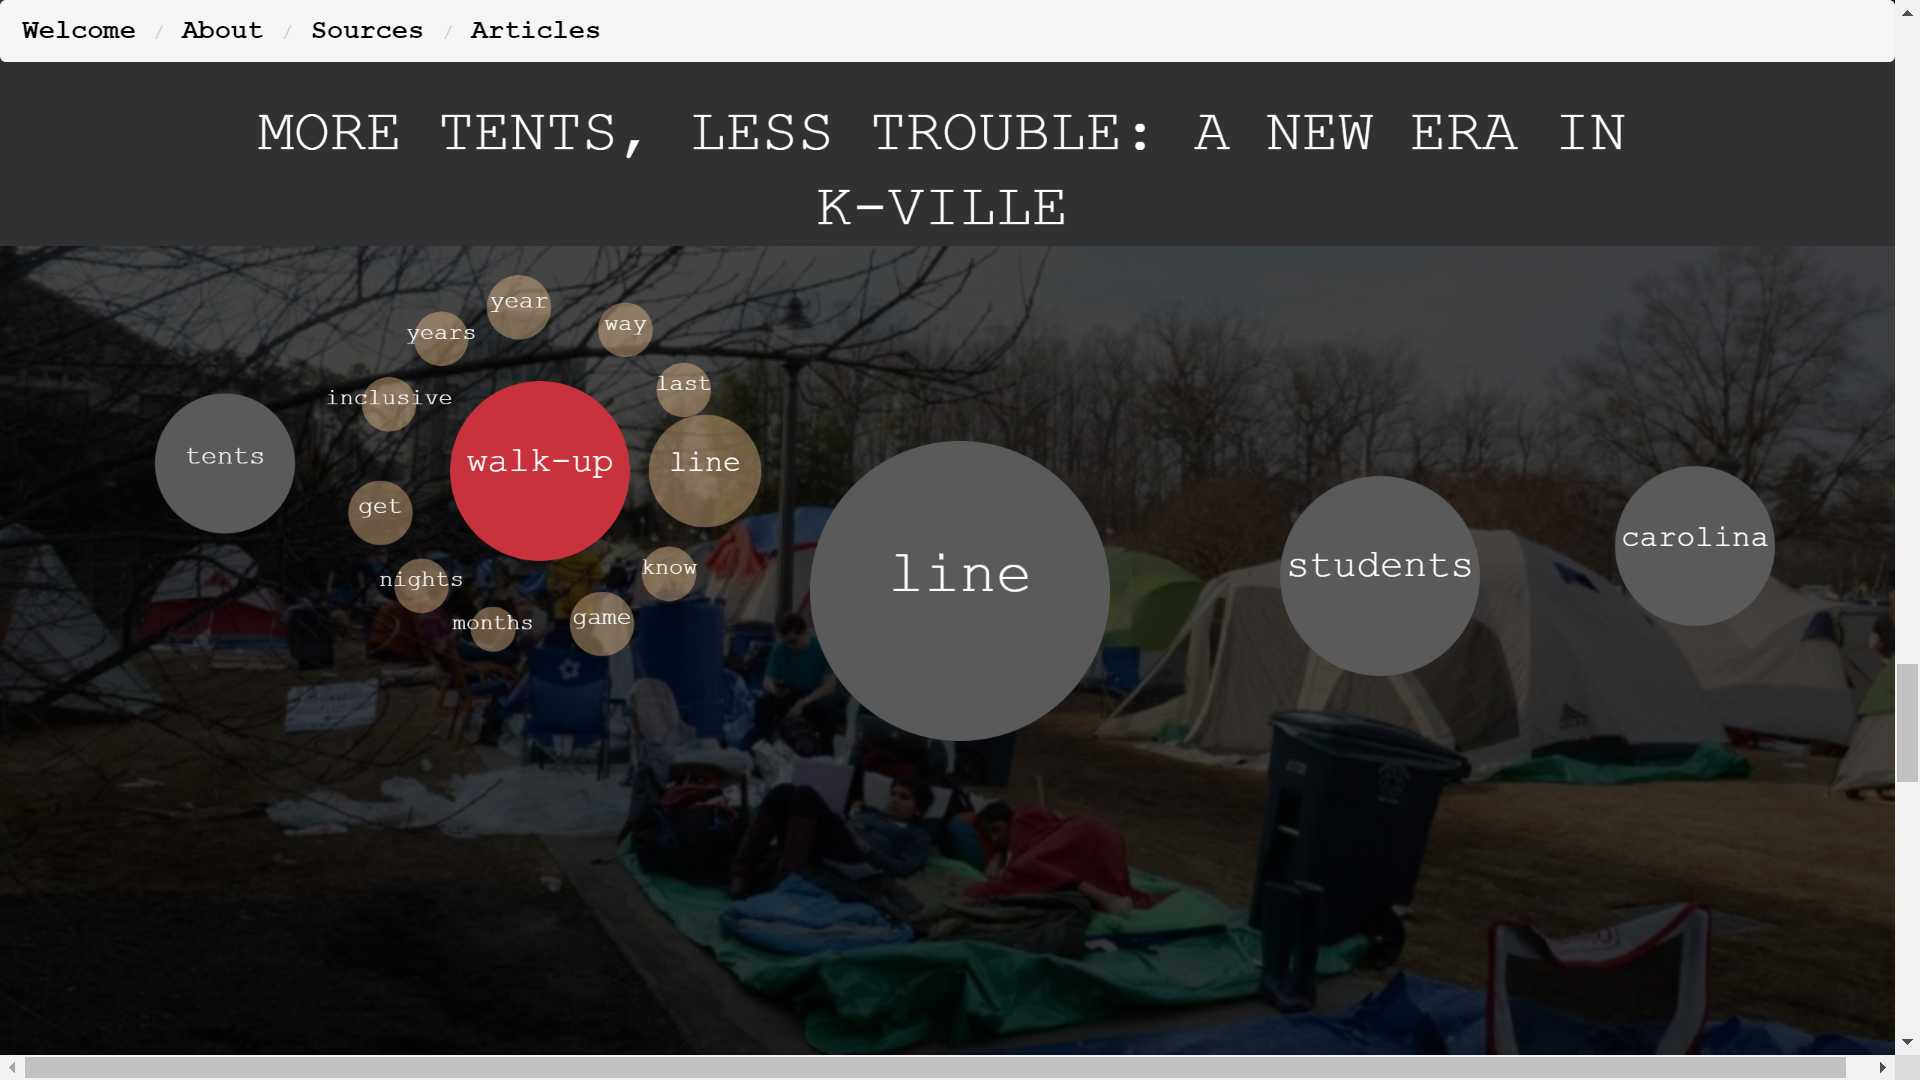 Welcome / About / Sources / Articles
MORE TENTS, LESS TROUBLE: A NEW ERA IN
K-VILLE
year
years
way
last
inclusive
tents
walk-up
line
get
know
nights
months
game
line
students
carolina